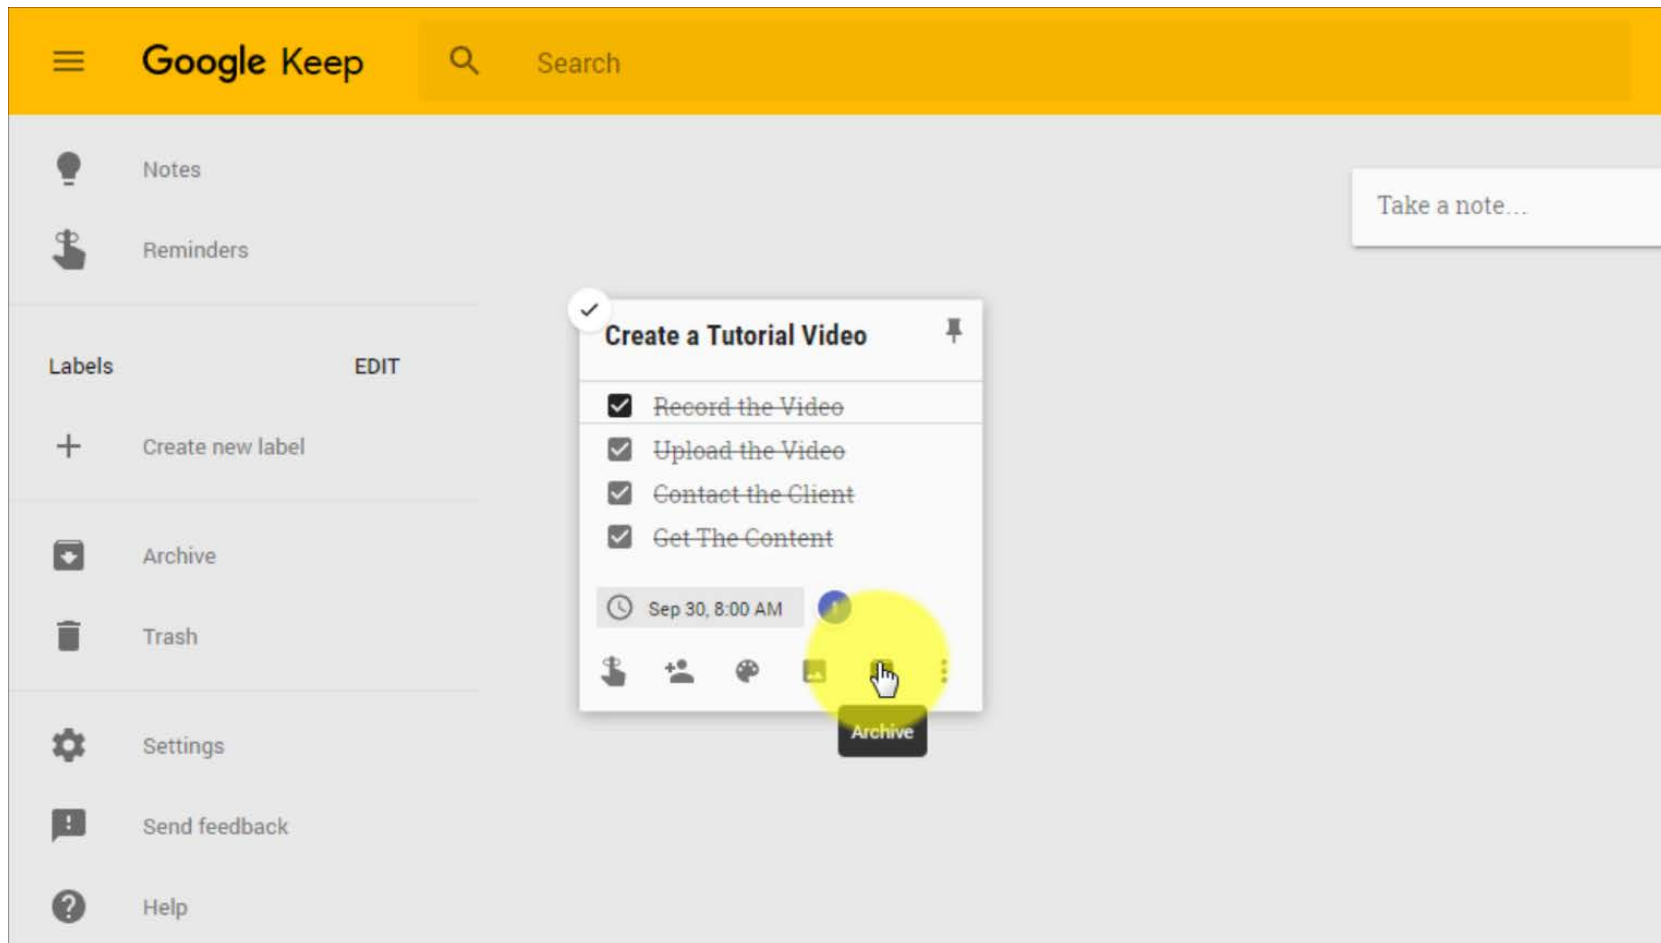 Google Keep
Search
Notes
Reminders
Labels EDIT
Create new label
Archive
Trash
Settings
Send feedback
Help
Take a note...
Create a Tutorial Video
Record the Video
Upload the Video
Contact the Client
Get The Content
Sep 30, 8:00 AM
Archive